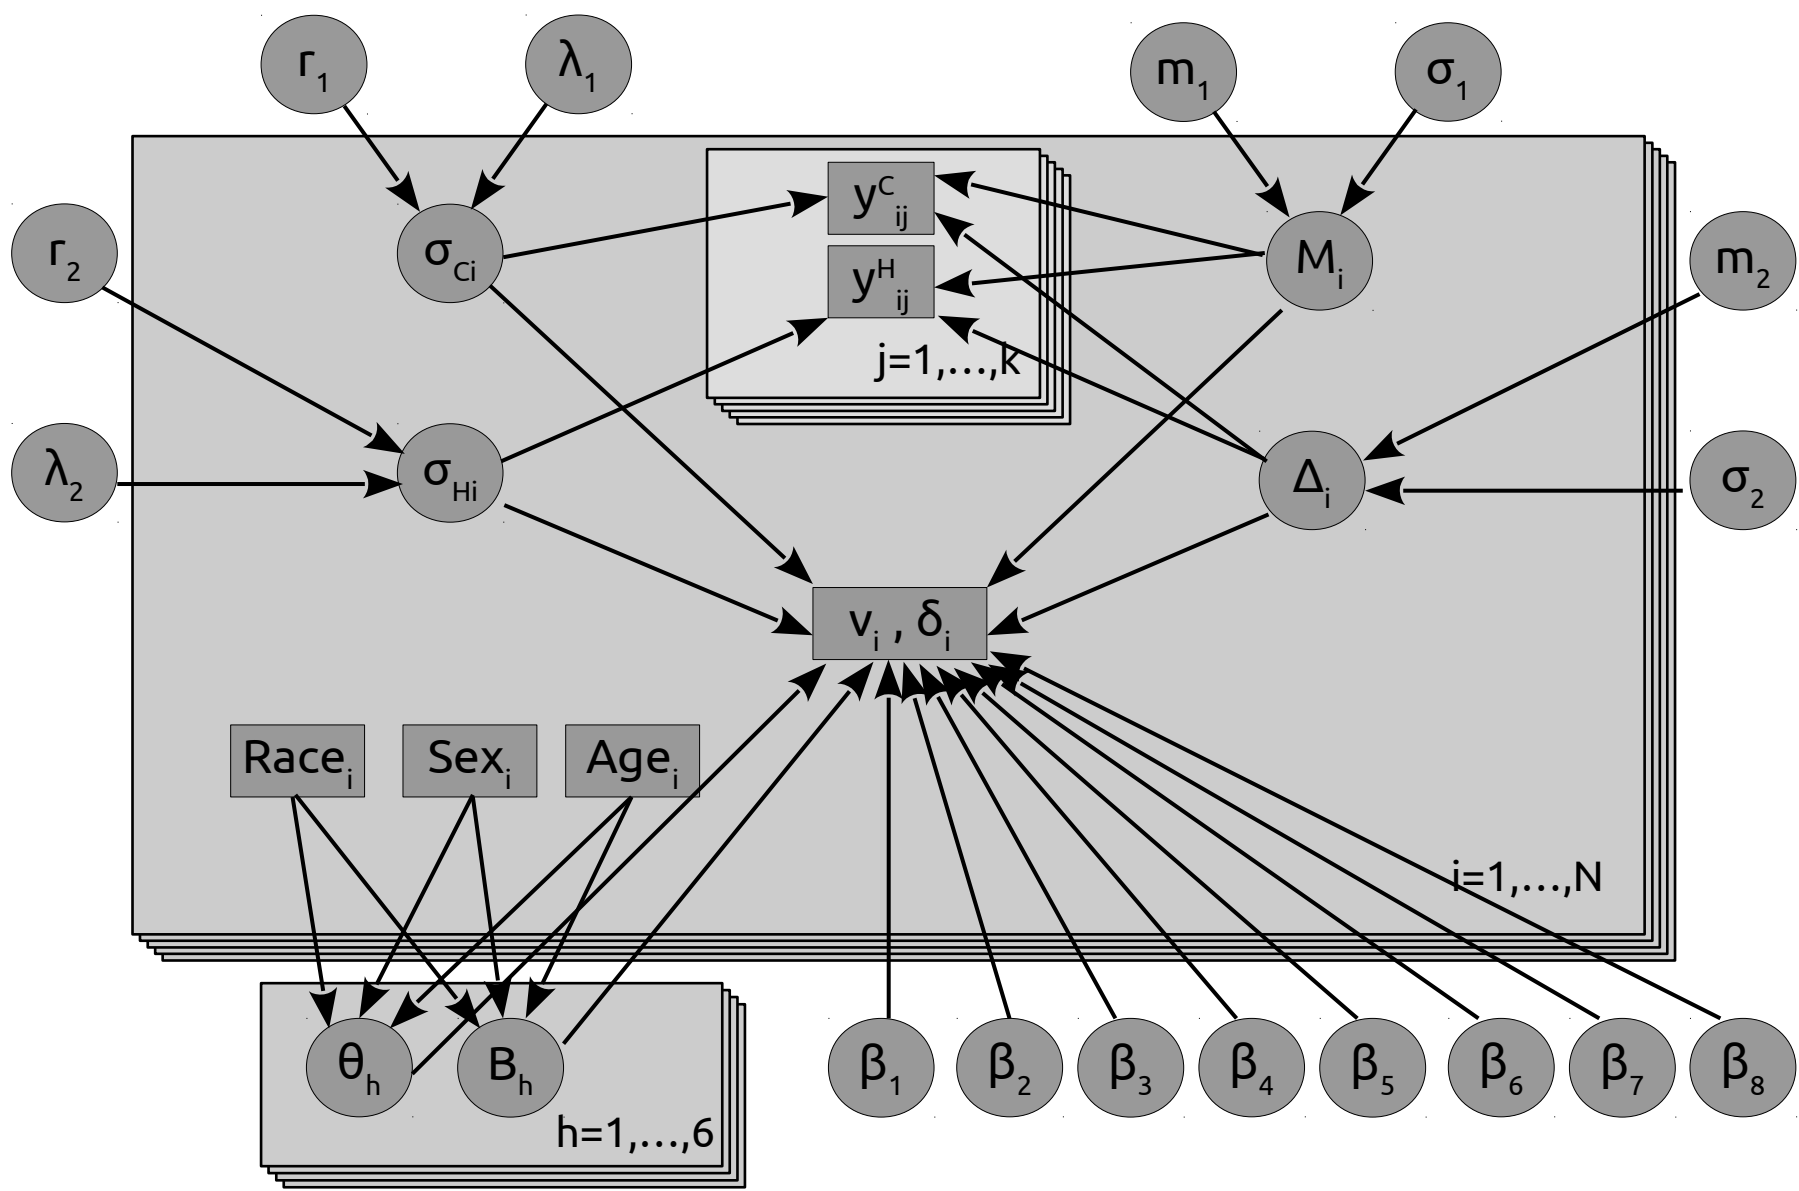 r1 λ1 m1 σ1
r2 σCi yCij Mi m2
yHij
j=1,...,k
λ2 σHi Δi σ2
νi , δi
Racei Sexi Agei
i=1,...,N
θh Bh β1 β2 β3 β4 β5 β6 β7 β8
h=1,...,6